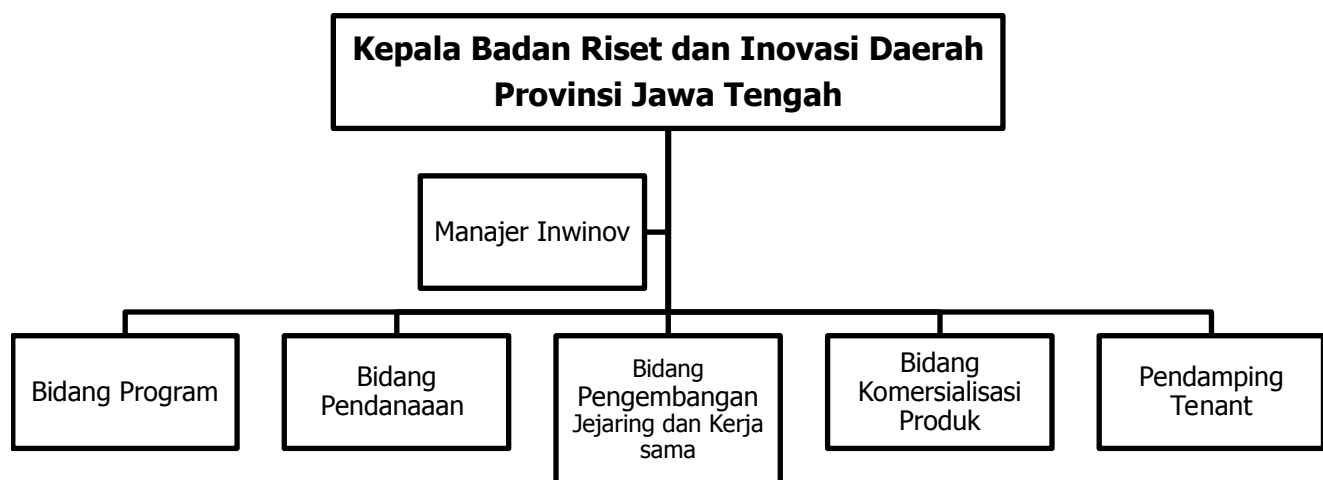 Kepala Badan Riset dan Inovasi Daerah
Provinsi Jawa Tengah
Manajer Inwinov
Bidang Program
Bidang
Pendanaaan
Bidang
Pengembangan
Jejaring dan Kerja
sama
Bidang
Komersialisasi
Produk
Pendamping
Tenant